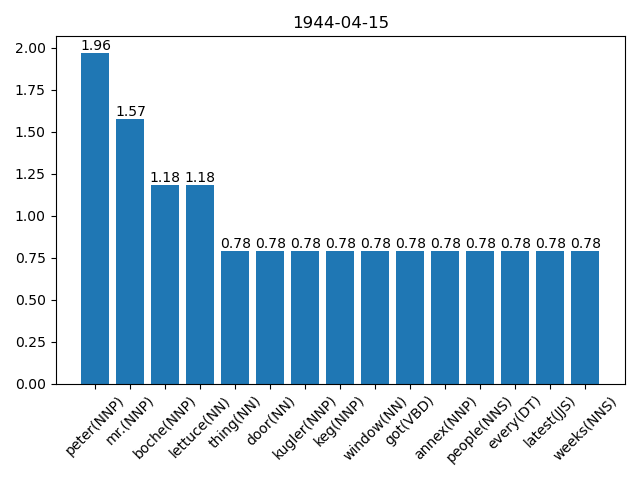 1944-04-15
2.00
1.75
1.50
1.25
1.00
0.75
0.50
0.25
0.00
1.96
1.57
1.18
1.18
0.78
0.78
0.78
0.78
0.78
0.78
0.78
0.78
0.78
0.78
0.78
peter(NNP)
mr.(NNP)
boche(NNP)
lettuce(NN)
thing(NN)
door(NN)
kugler(NNP)
keg(NNP)
window(NN)
got(VBD)
annex(NNP)
people(NNS)
every(DT)
latest(JJS)
weeks(NNS)